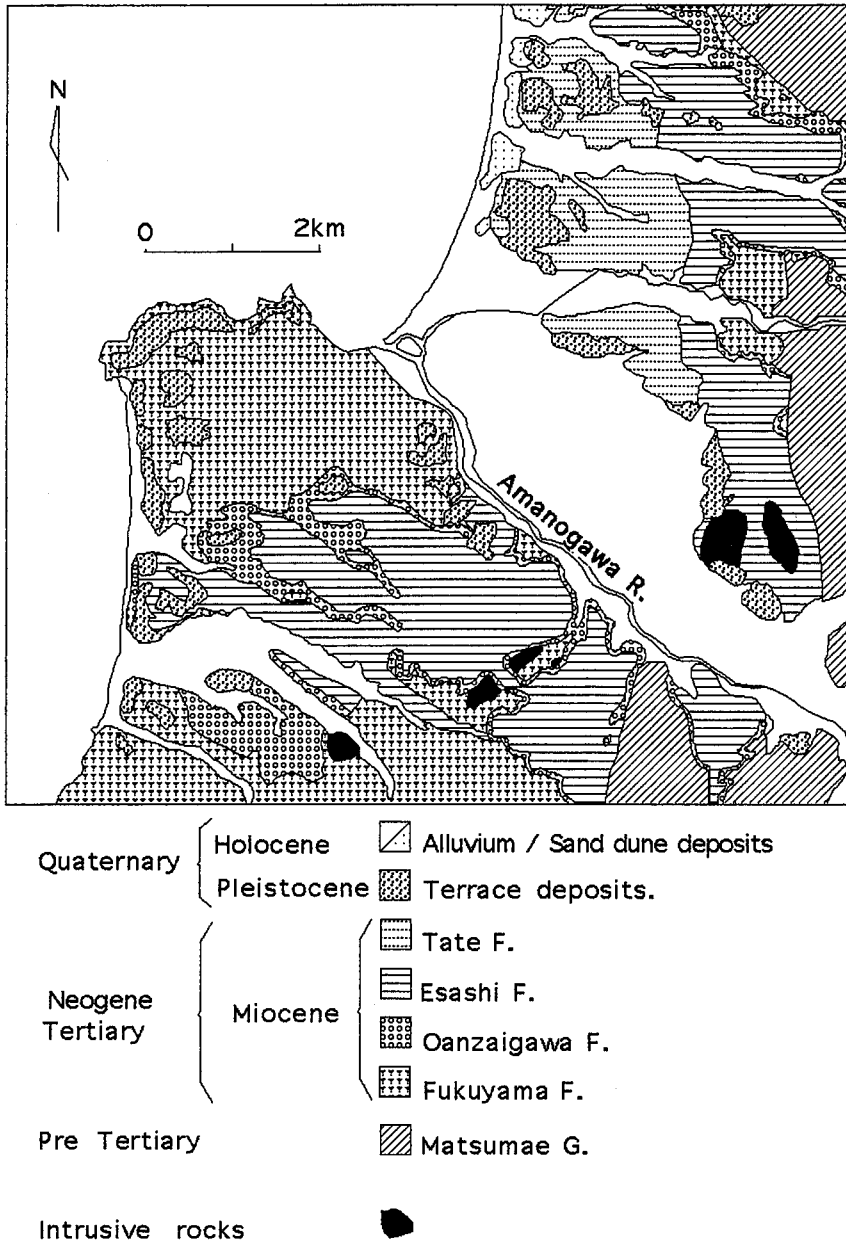 N
0 2km
Amanogawa R.
Quaternary
Holocene
Alluvium / Sand dune deposits
Pleistocene
Terrace deposits.
Neogene
Tertiary
Miocene
Tate F.
Esashi F.
Oanzaigawa F.
Fukuyama F.
Pre Tertiary
Matsumae G.
Intrusive rocks